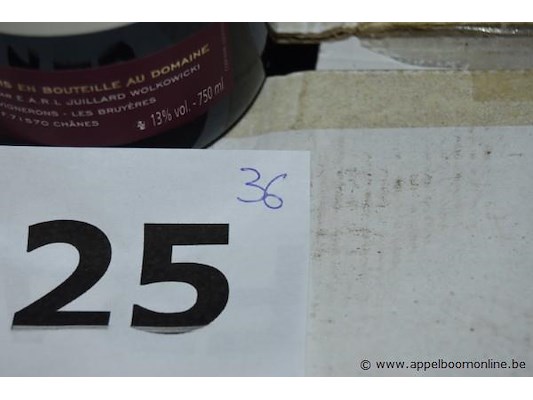 EN BOUTEILLE AU DOMAINE
E.A.R.L JUILLARD WOLKOWICKI
VIGNERONS - LES BRUYÈRES
71570 CHÂNES
13% vol. - 750 ml
36
25
© www.appelboomonline.be